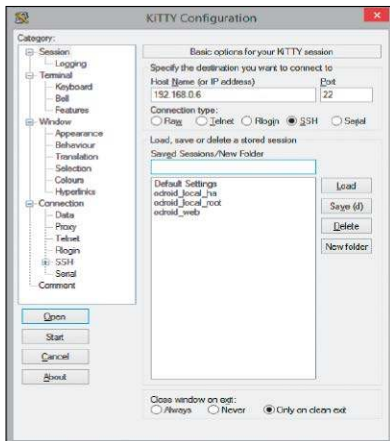 KiTTY Configuration
Category:
Session
Logging
Terminal
Keyboard
Bell
Features
Window
Appearance
Behaviour
Translation
Selection
Colours
Hyperlinks
Connection
Data
Proxy
Telnet
Rlogin
SSH
Serial
Comment
Open
Start
Cancel
About
Basic options for your KiTTY session
Specify the destination you want to connect to
Host Name (or IP address) Port
192.168.0.6 22
Connection type:
Raw Telnet Rlogin SSH Serial
Load, save or delete a stored session
Saved Sessions/New Folder
Default Settings
odroid_local_ha
odroid_local_root
odroid_web
Load
Save (d)
Delete
New folder
Close window on exit:
Always Never Only on clean exit